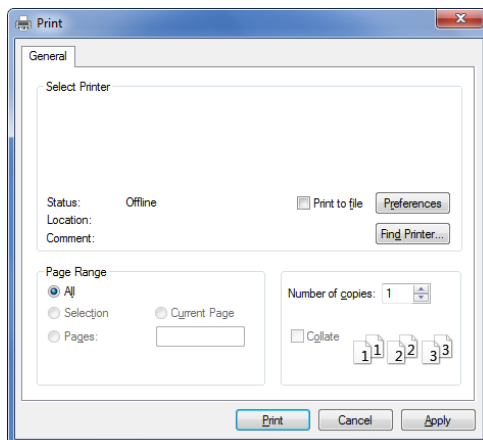 Print
General
Select Printer
Status: Offline
Print to file
Preferences
Location:
Comment:
Find Printer...
Page Range
All
Selection
Current Page
Pages:
Number of copies: 1
Collate
1 1 2 2 3 3
Print
Cancel
Apply